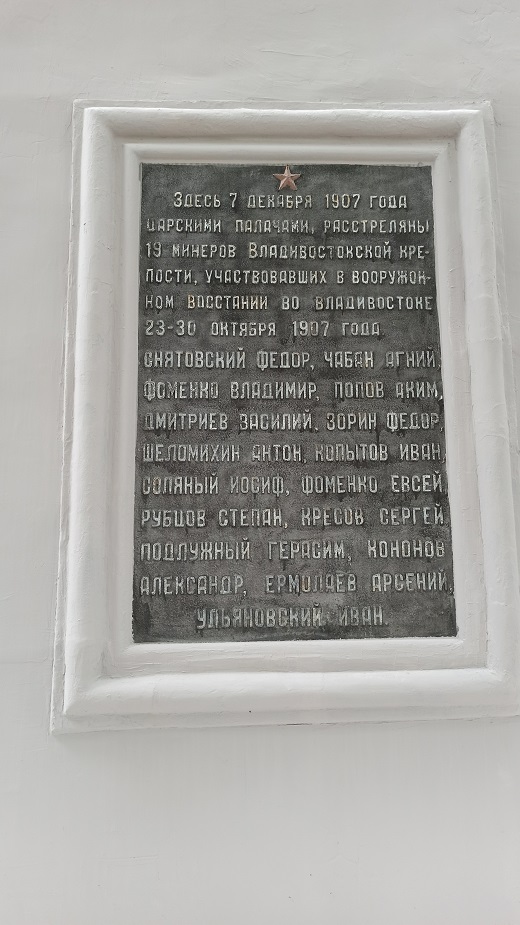 Здесь 7 декабря 1907 года
царскими палачами, расстреляны
19 минеров Владивостокской кре-
пости, участвовавших в вооружон-
ном восстании во Владивостоке
23-30 октября 1907 года
Снятовский Федор, Чабан Агний,
Фоменко Владимир, Попов Аким,
Дмитриев Василий, Зорин Федор,
Шеломихин Антон, Копытов Иван,
Соляный Иосиф, Фоменко Евсей,
Рубцов Степан, Кресов Сергей,
Подлужный Герасим, Кононов
Александр, Ермолаев Арсений,
Ульяновский Иван.